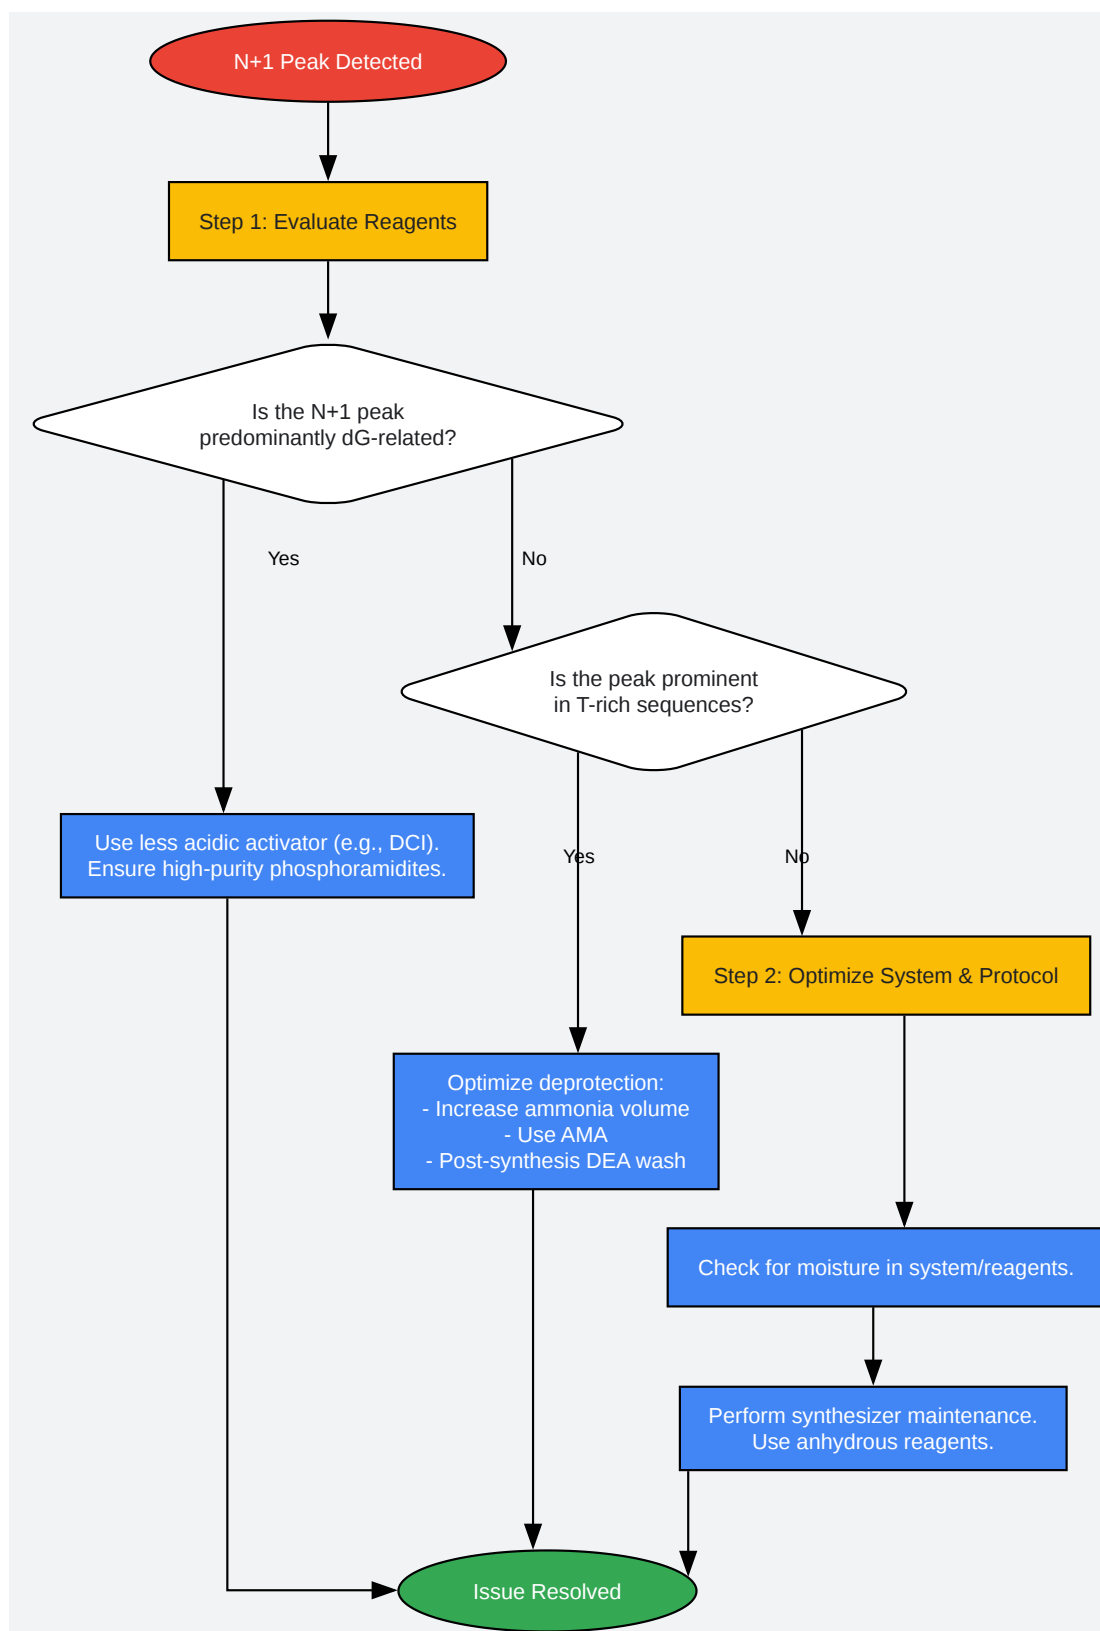 N+1 Peak Detected
Step 1: Evaluate Reagents
Is the N+1 peak
predominantly dG-related?
Yes
No
Is the peak prominent
in T-rich sequences?
Use less acidic activator (e.g., DCI).
Ensure high-purity phosphoramidites.
Yes
No
Step 2: Optimize System & Protocol
Optimize deprotection:
- Increase ammonia volume
- Use AMA
- Post-synthesis DEA wash
Check for moisture in system/reagents.
Perform synthesizer maintenance.
Use anhydrous reagents.
Issue Resolved